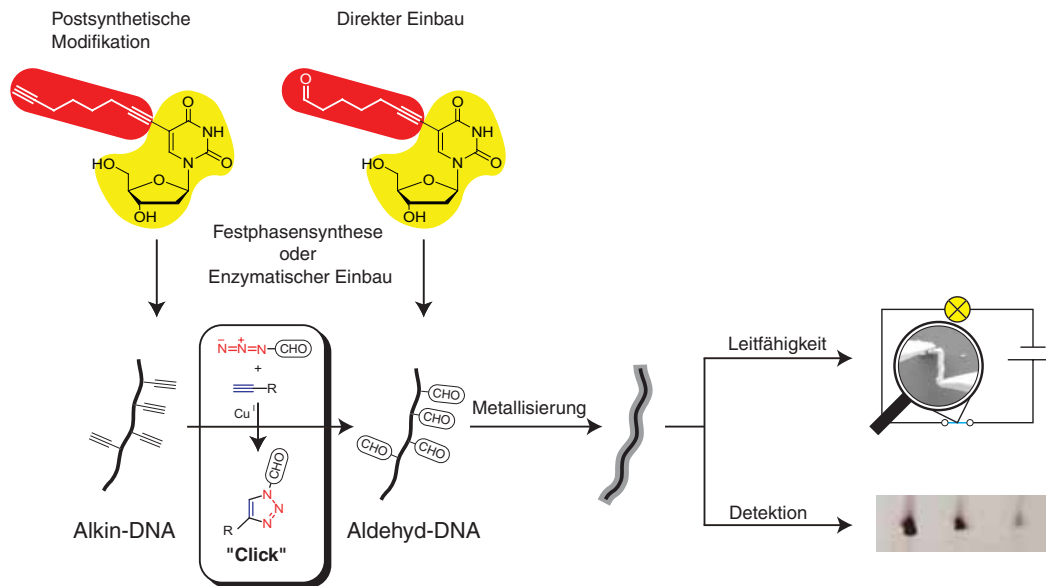 Postsynthetische
Modifikation
Direkter Einbau
O
O
NH
N
O
HO
O
OH
O
NH
N
O
HO
O
OH
Festphasensynthese
oder
Enzymatischer Einbau
N=N=N-CHO
− +
+
R
Cu I
CHO
N
N
N
R
"Click"
Alkin-DNA
CHO
CHO
CHO
CHO
Aldehyd-DNA
Metallisierung
Leitfähigkeit
Detektion